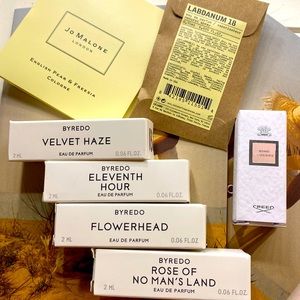 JO MALONE
LONDON
ENGLISH PEAR & FREESIA
COLOGNE
LABDANUM 18
BYREDO
VELVET HAZE
2 ML
EAU DE PARFUM
0.06 FL.OZ.
BYREDO
ELEVENTH
HOUR
2 ML
EAU DE PARFUM
0.06 FL.OZ.
BYREDO
FLOWERHEAD
2 ML
EAU DE PARFUM
0.06 FL.OZ.
BYREDO
ROSE OF
NO MAN'S LAND
2 ML
EAU DE PARFUM
0.06 FL.OZ.
CREED